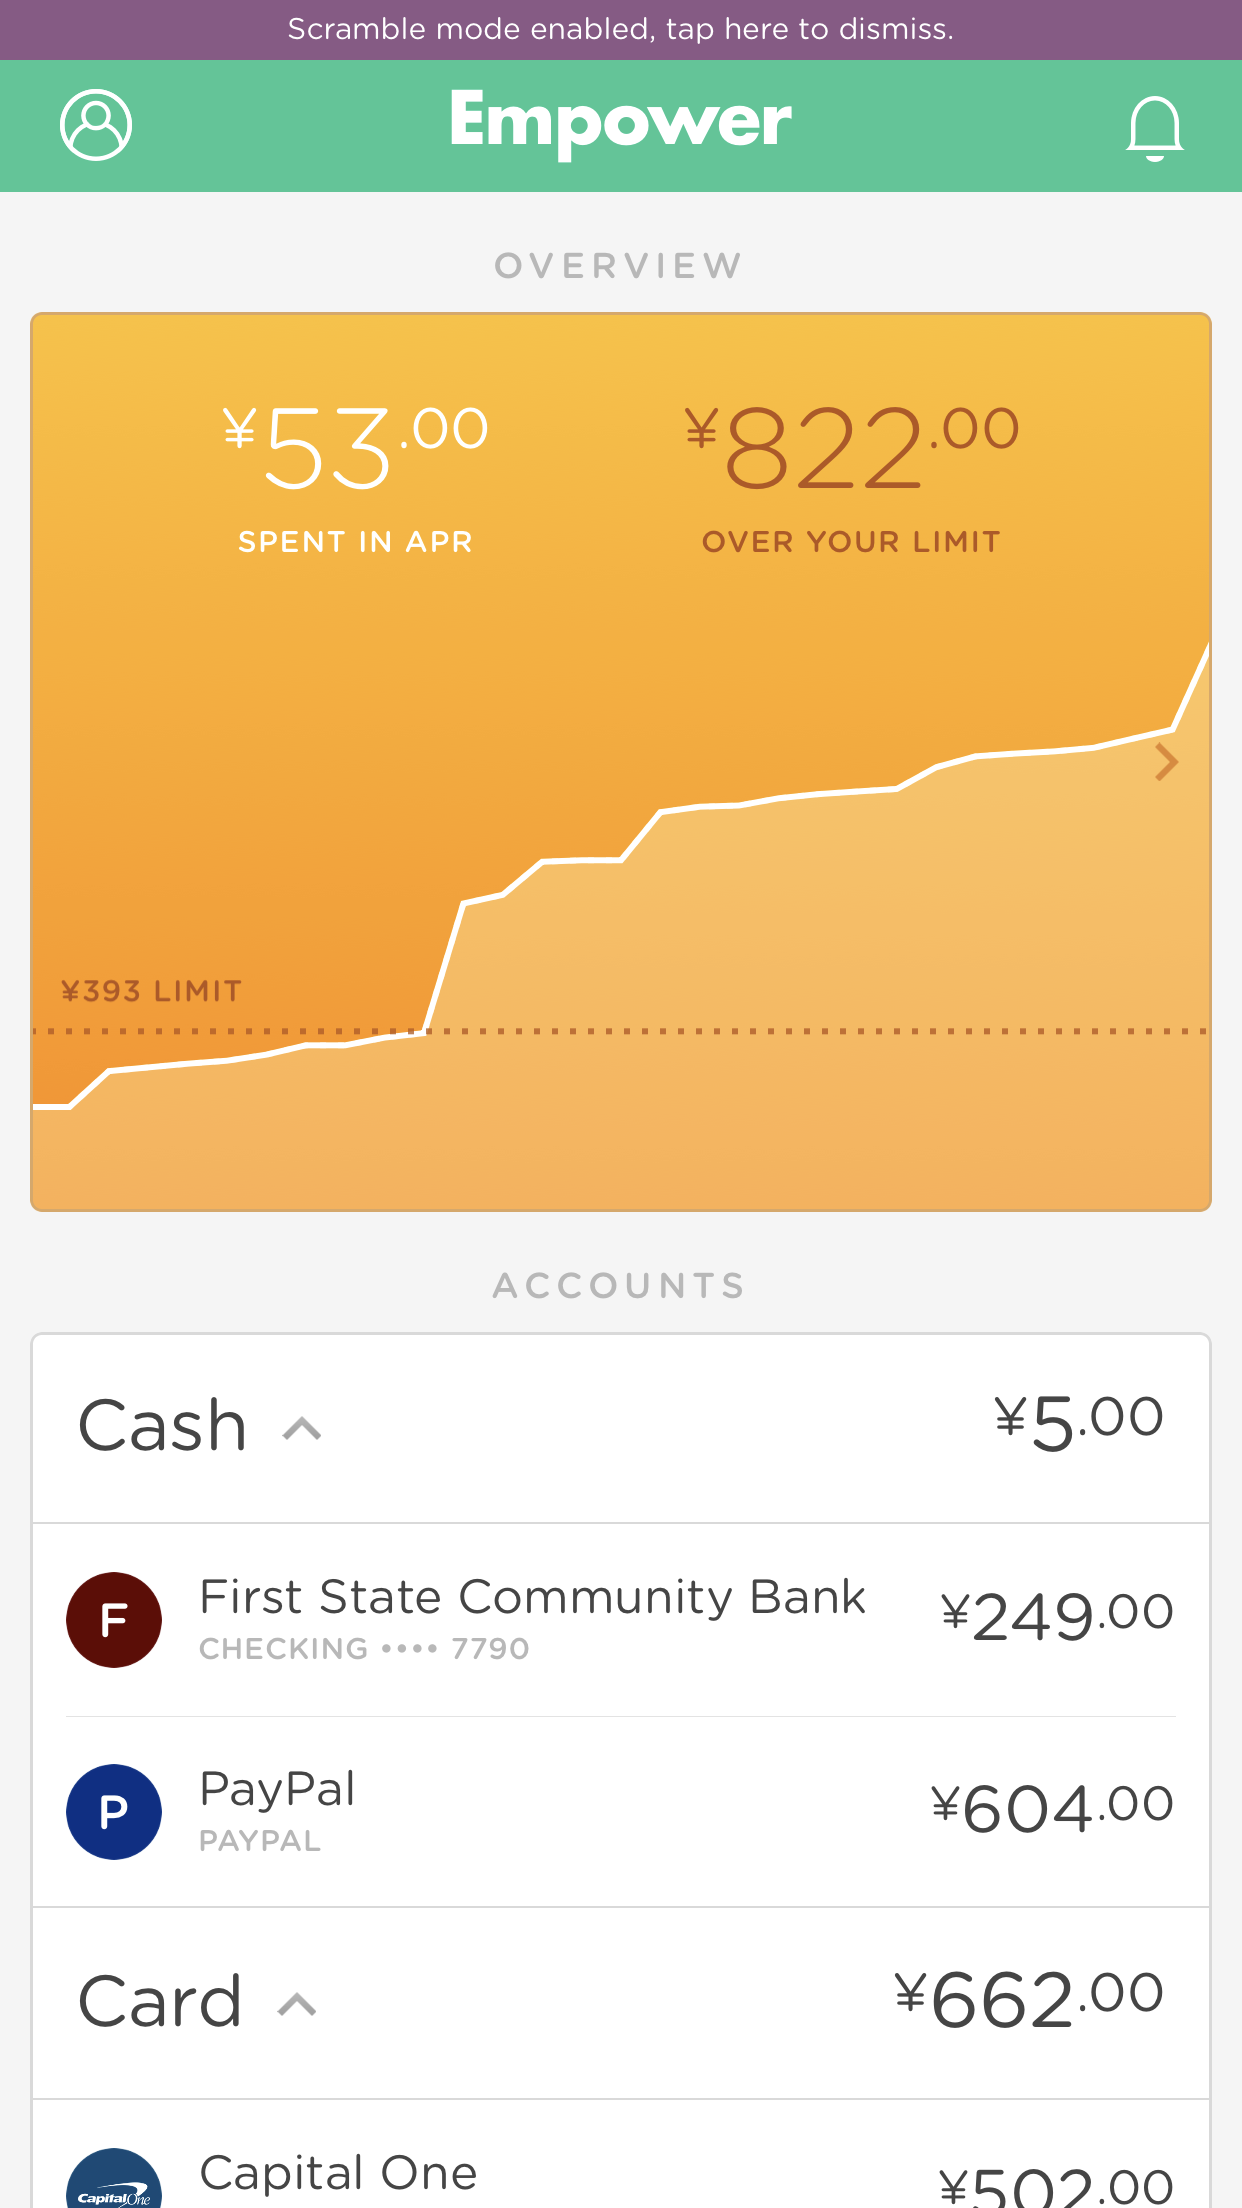 Scramble mode enabled, tap here to dismiss.
Empower
OVERVIEW
¥53.00 ¥822.00
SPENT IN APR OVER YOUR LIMIT
¥393 LIMIT
ACCOUNTS
Cash ¥5.00
F First State Community Bank ¥249.00
CHECKING •••• 7790
P PayPal ¥604.00
PAYPAL
Card ¥662.00
Capital One ¥502.00
CapitalOne